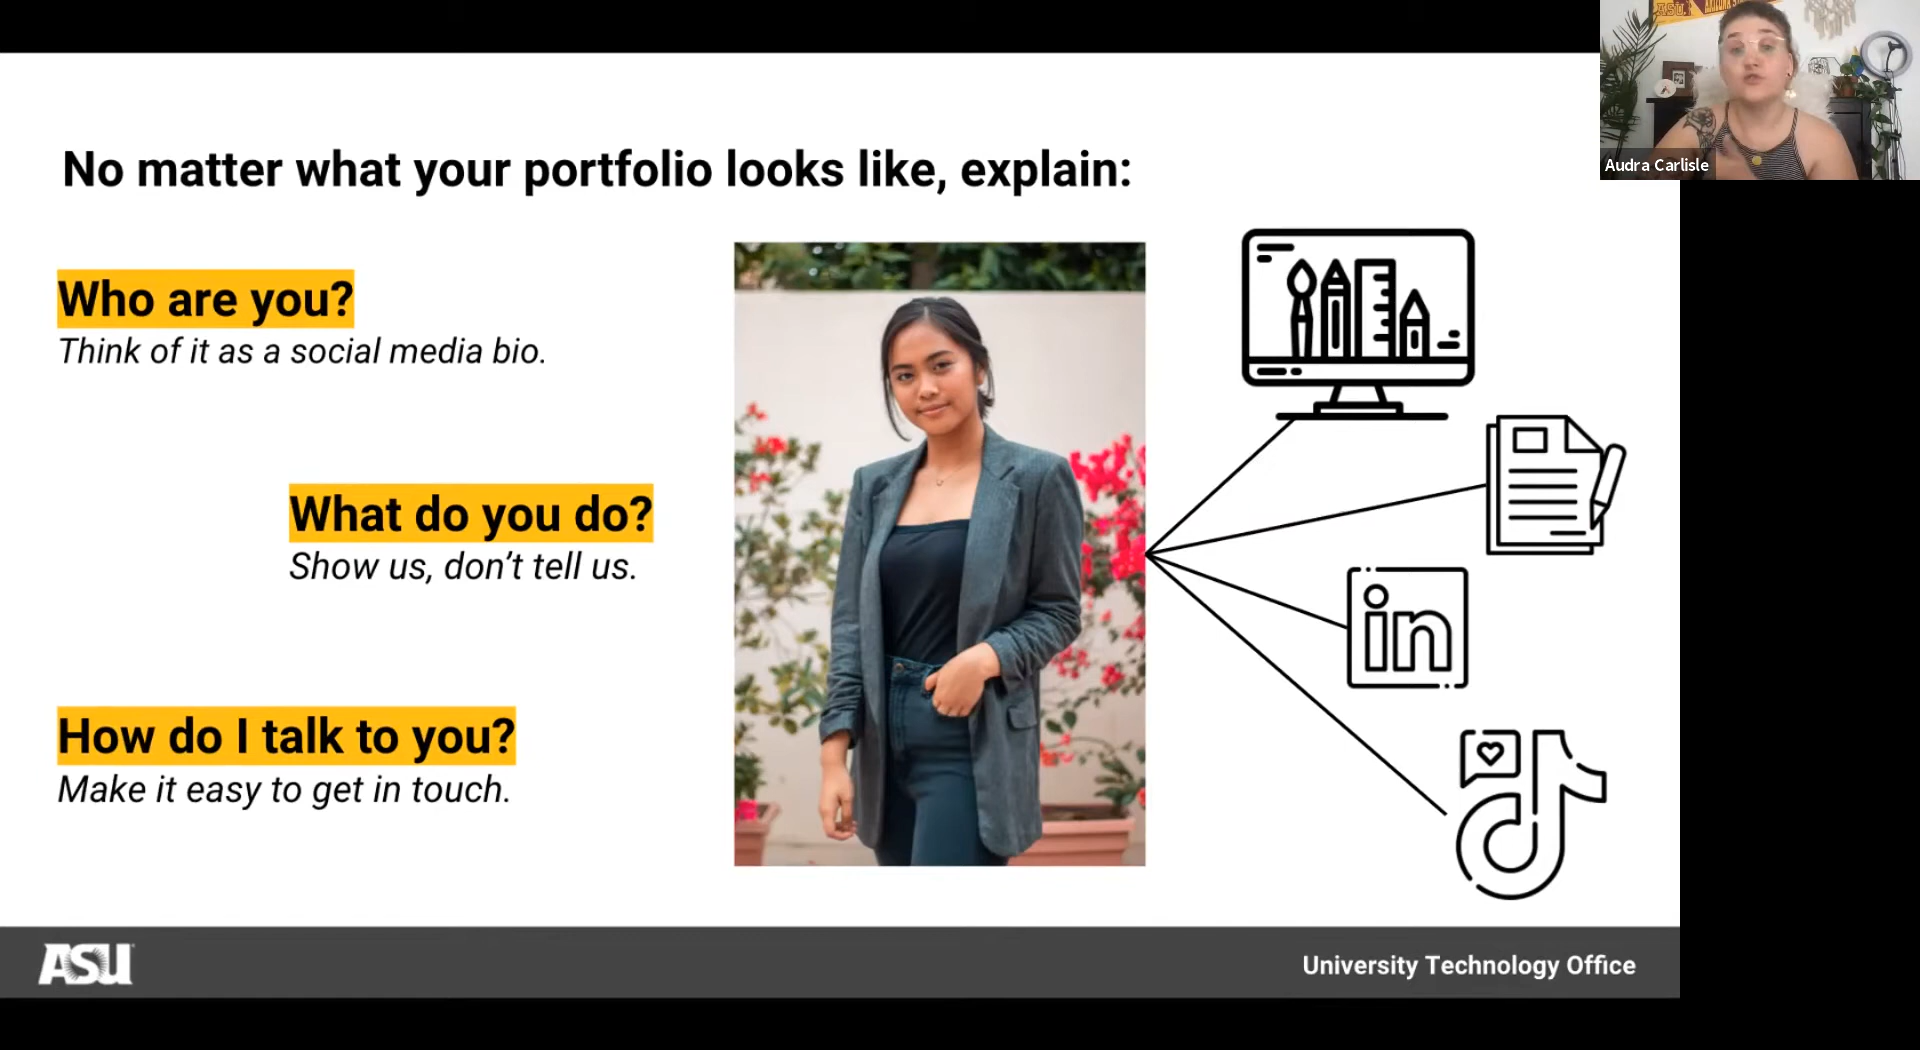 No matter what your portfolio looks like, explain:
Who are you?
Think of it as a social media bio.
What do you do?
Show us, don't tell us.
How do I talk to you?
Make it easy to get in touch.
in
ASU
University Technology Office
ASU
Audra Carlisle